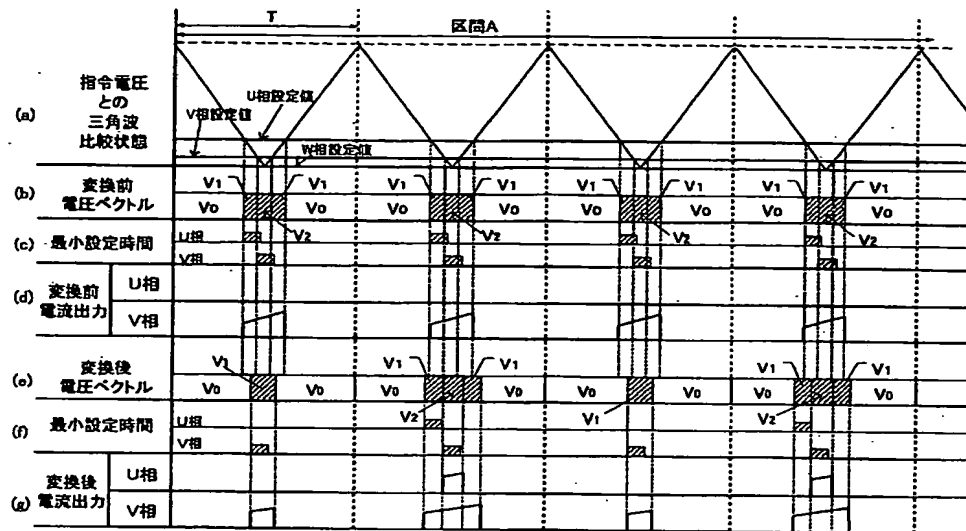 T
区間A
(a) 指令電圧
との
三角波
比較状態
U相設定値
V相設定値
W相設定値
(b) 変換前
電圧ベクトル
V1 V1 V1 V1 V1 V1 V1 V1
V0 V0 V0 V0 V0 V0 V0 V0
V2 V2 V2 V2
(c) 最小設定時間 U相
V相
(d) 変換前
電流出力
U相
V相
(e) 変換後
電圧ベクトル
V1 V1 V1 V1 V1
V0 V0 V0 V0 V0 V0 V0 V0
V2 V1 V2
(f) 最小設定時間 U相
V相
(g) 変換後
電流出力
U相
V相